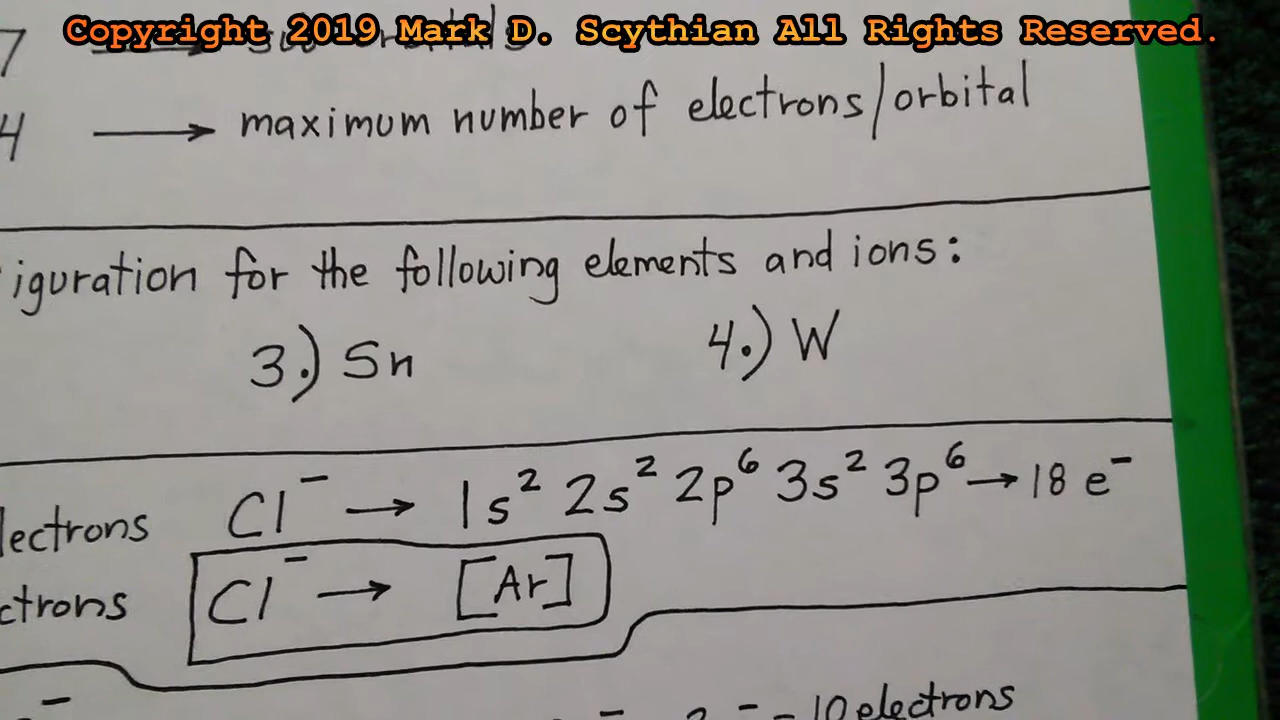 Copyright 2019 Mark D. Scythian All Rights Reserved.
7 →
4 → maximum number of electrons/orbital
iguration for the following elements and ions:
3.) Sn 4.) W
lectrons Cl⁻ → 1s² 2s² 2p⁶ 3s² 3p⁶ → 18 e⁻
ctrons Cl⁻ → [Ar]
10 electrons